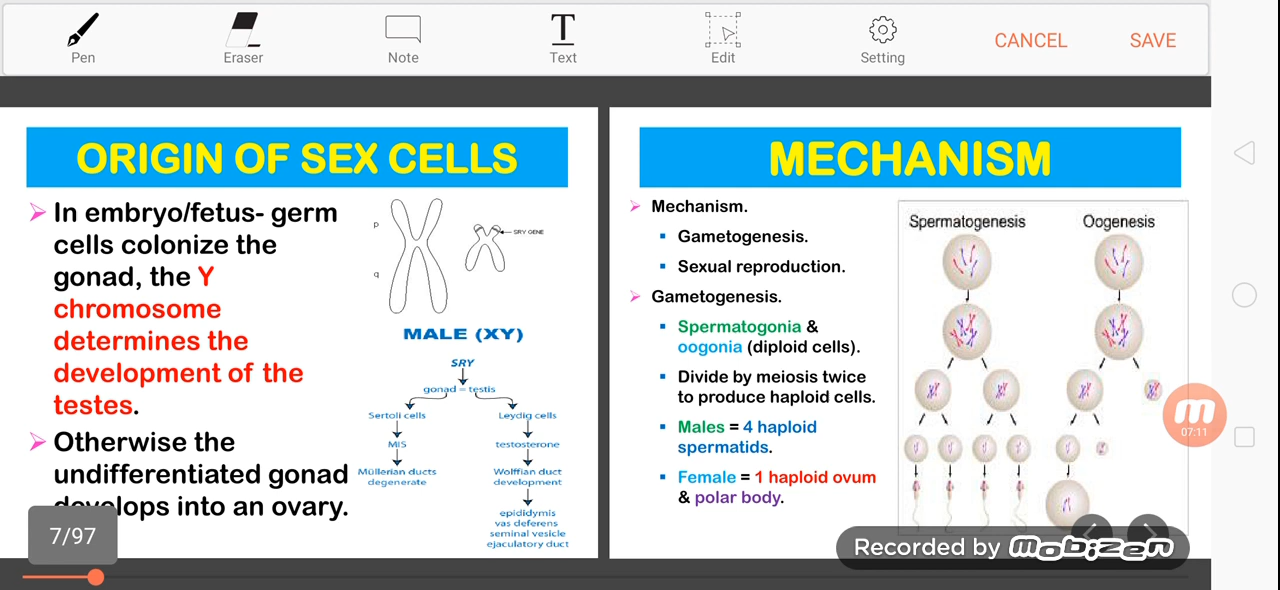 Pen
Eraser
Note
T
Text
Edit
Setting
CANCEL
SAVE
ORIGIN OF SEX CELLS
In embryo/fetus- germ
cells colonize the
gonad, the Y
chromosome
determines the
development of the
testes.
Otherwise the
undifferentiated gonad
develops into an ovary.
p
q
SRY GENE
MALE (XY)
SRY
gonad = testis
Sertoli cells
Leydig cells
MIS
testosterone
Müllerian ducts
degenerate
Wolffian duct
development
epididymis
vas deferens
seminal vesicle
ejaculatory duct
7/97
MECHANISM
Mechanism.
Gametogenesis.
Sexual reproduction.
Gametogenesis.
Spermatogonia &
oogonia (diploid cells).
Divide by meiosis twice
to produce haploid cells.
Males = 4 haploid
spermatids.
Female = 1 haploid ovum
& polar body.
Spermatogenesis
Oogenesis
07:11
Recorded by mobizen